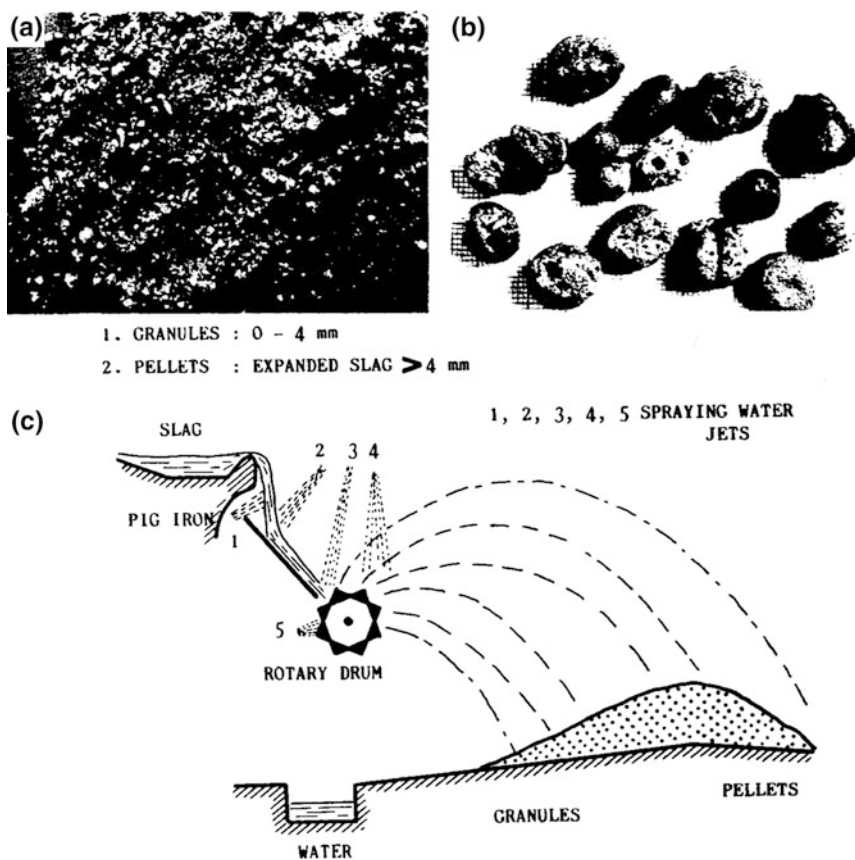 (a)
(b)
1. GRANULES : 0 - 4 mm
2. PELLETS : EXPANDED SLAG > 4 mm
(c)
1, 2, 3, 4, 5 SPRAYING WATER
JETS
SLAG
2
3
4
PIG IRON
1
5
ROTARY DRUM
PELLETS
GRANULES
WATER